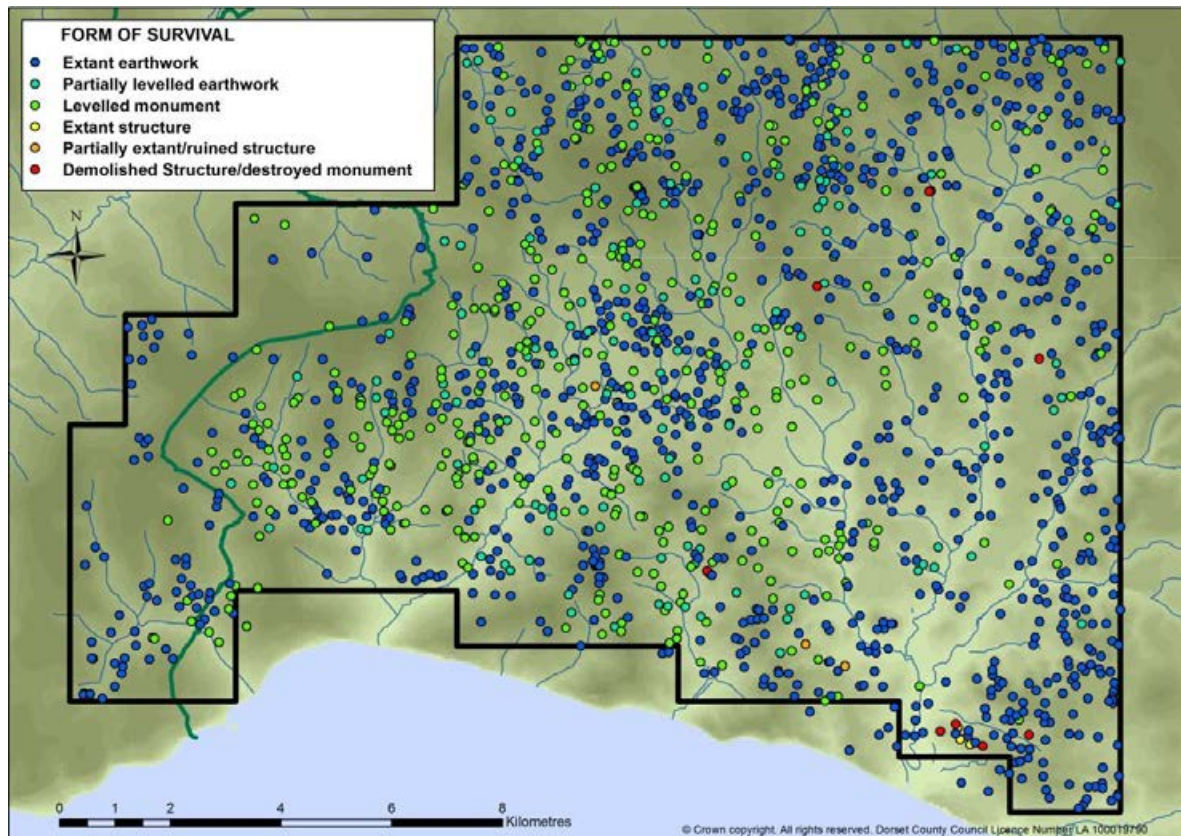 FORM OF SURVIVAL
Extant earthwork
Partially levelled earthwork
Levelled monument
Extant structure
Partially extant/ruined structure
Demolished Structure/destroyed monument
N
0 1 2 4 6 8
Kilometres
© Crown copyright. All rights reserved. Dorset County Council Licence Number LA 100019790